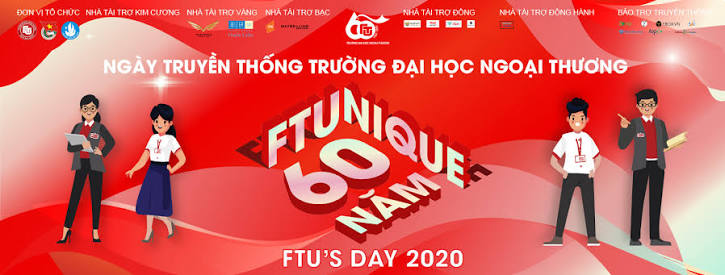 ĐƠN VỊ TỔ CHỨC NHÀ TÀI TRỢ KIM CƯƠNG NHÀ TÀI TRỢ VÀNG NHÀ TÀI TRỢ BẠC NHÀ TÀI TRỢ ĐỒNG NHÀ TÀI TRỢ ĐỒNG HÀNH BẢO TRỢ TRUYỀN THÔNG
NGÀY TRUYỀN THỐNG TRƯỜNG ĐẠI HỌC NGOẠI THƯƠNG
FTUNIQUE
60
NĂM
FTU'S DAY 2020